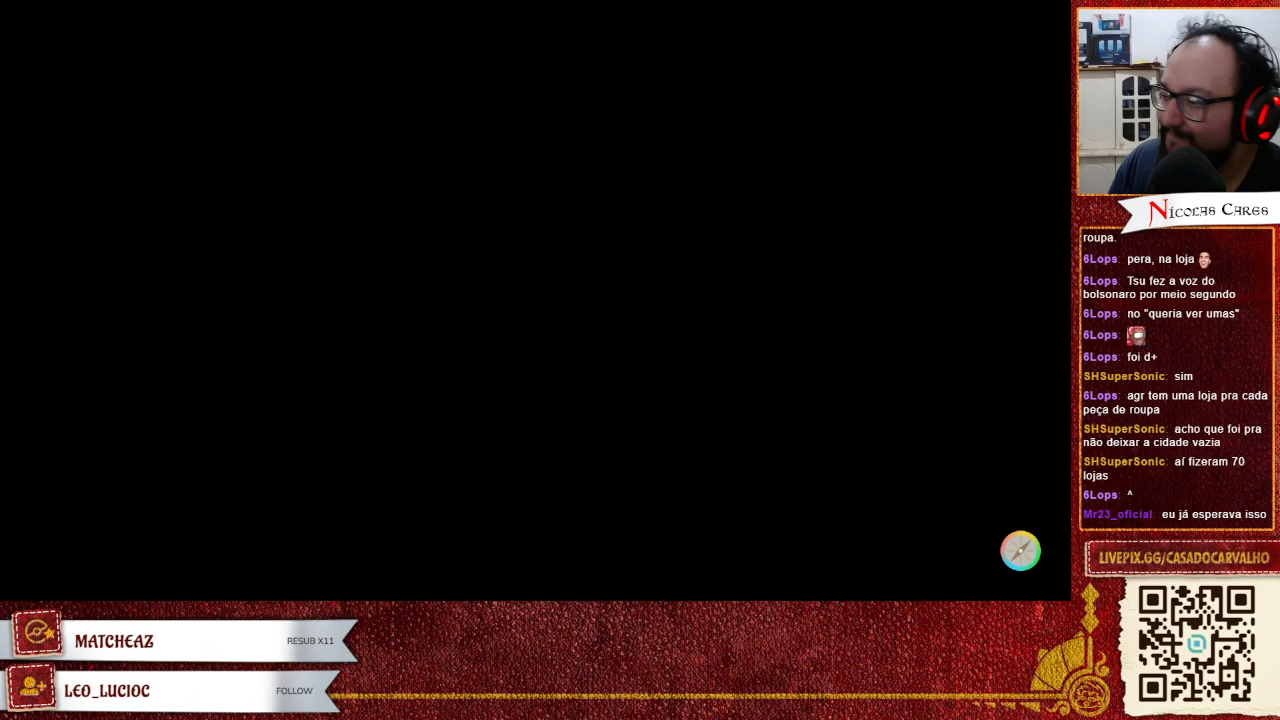 Nicolas Cares
roupa.
6Lops: pera, na loja
6Lops: Tsu fez a voz do
bolsonaro por meio segundo
6Lops: no "queria ver umas"
6Lops:
6Lops: foi d+
SHSuperSonic: sim
6Lops: agr tem uma loja pra cada
peça de roupa
SHSuperSonic: acho que foi pra
não deixar a cidade vazia
SHSuperSonic: aí fizeram 70
lojas
6Lops: ^
Mr23_oficial: eu já esperava isso
LIVEPIX.GG/CASADOCARVALHO
MATCHEAZ RESUB X11
LEO_LUCIOC FOLLOW